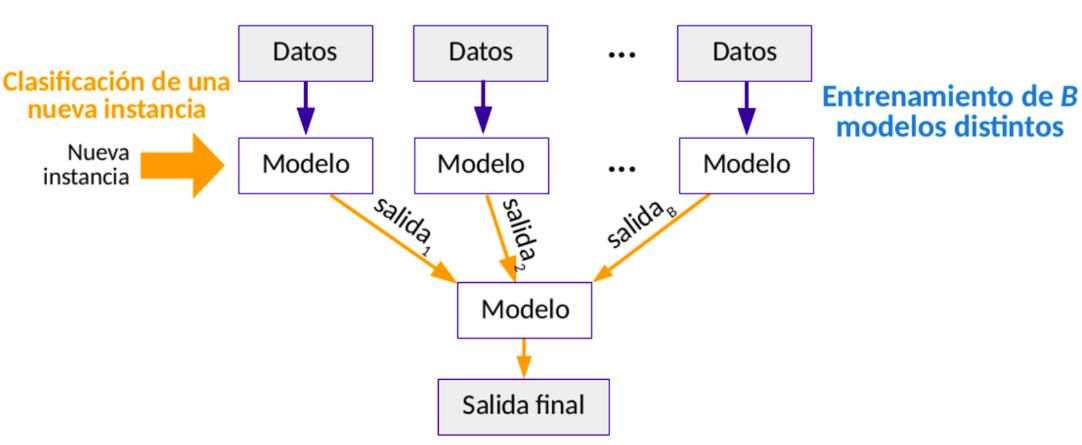 Datos
Datos
...
Datos
Clasificación de una
nueva instancia
Entrenamiento de B
modelos distintos
Nueva
instancia
Modelo
Modelo
...
Modelo
salida1
salida2
salidaB
Modelo
Salida final